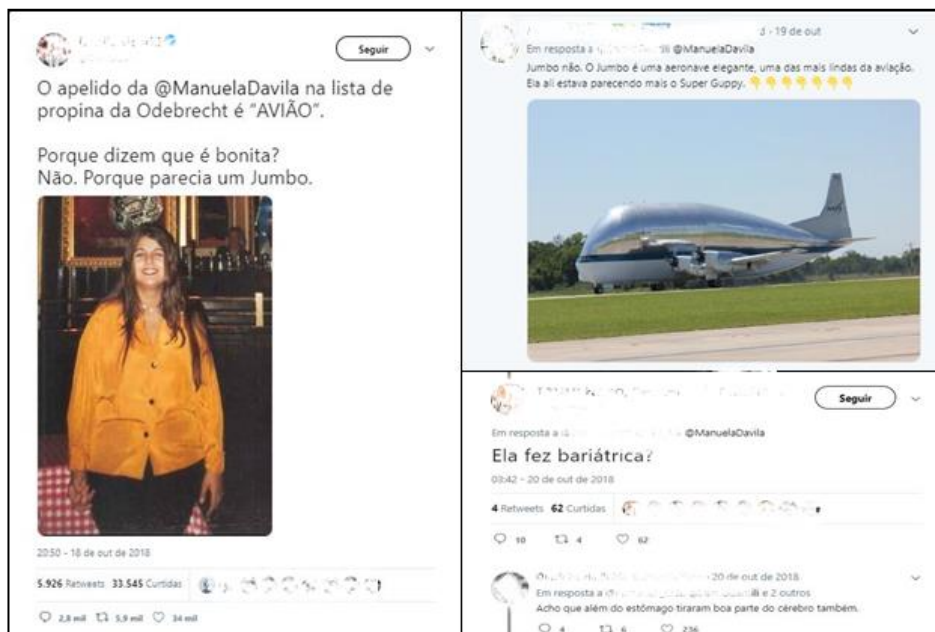 Seguir
O apelido da @ManuelaDavila na lista de
propina da Odebrecht é "AVIÃO".
Porque dizem que é bonita?
Não. Porque parecia um Jumbo.
20:50 - 18 de out de 2018
5.926 Retweets 33.545 Curtidas
2,8 mil 5,9 mil 34 mil
19 de out
Em resposta a @ManuelaDavila
Jumbo não. O Jumbo é uma aeronave elegante, uma das mais lindas da aviação.
Ela ali estava parecendo mais o Super Guppy.
Seguir
Em resposta a @ManuelaDavila
Ela fez bariátrica?
03:42 - 20 de out de 2018
4 Retweets 62 Curtidas
10 4 62
20 de out de 2018
Em resposta a e 2 outros
Acho que além do estômago tiraram boa parte do cérebro também.
4 6 236